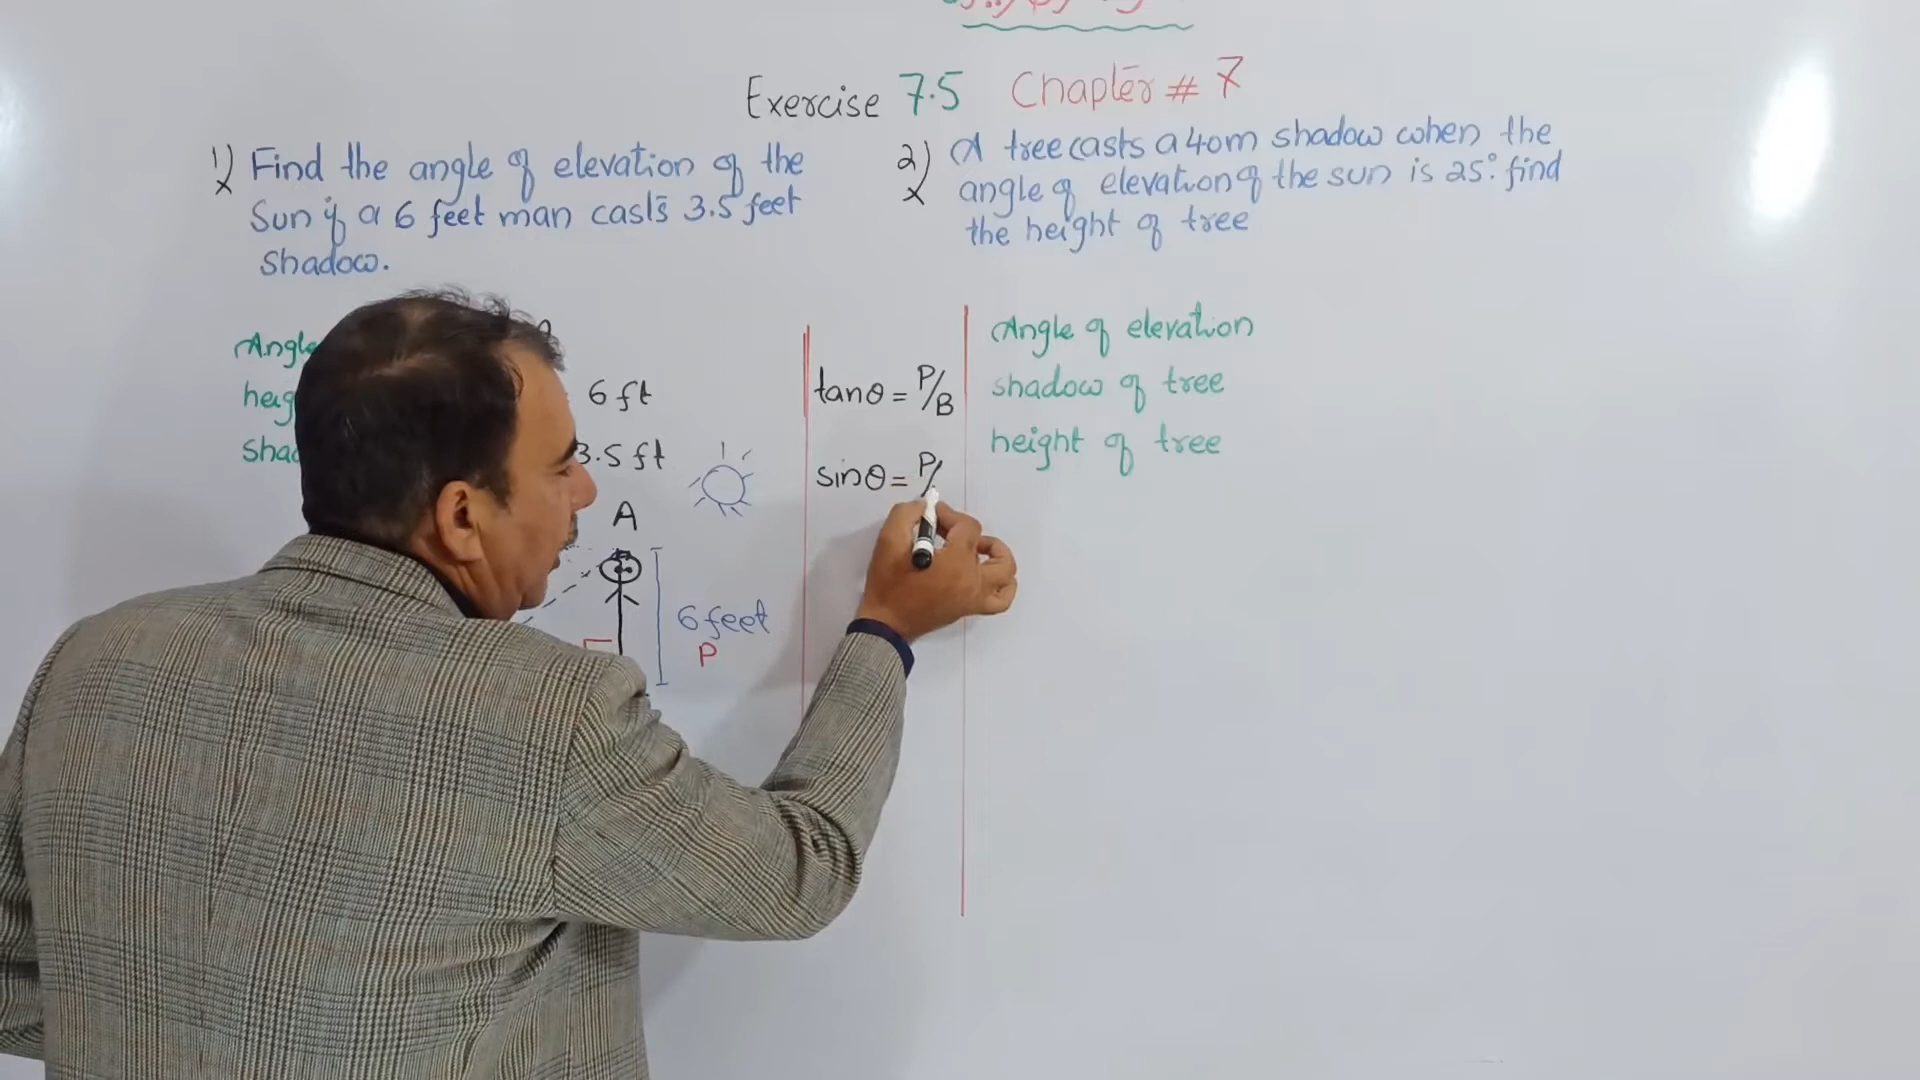 Exercise 7.5 Chapter # 7
1) Find the angle of elevation of the
Sun if a 6 feet man casts 3.5 feet
Shadow.
2) A tree casts a 40m shadow when the
angle of elevation of the sun is 25° find
the height of tree
Angle
6 ft
3.5 ft
A
6 feet
P
tanθ = P/B
sinθ = P/
Angle of elevation
shadow of tree
height of tree